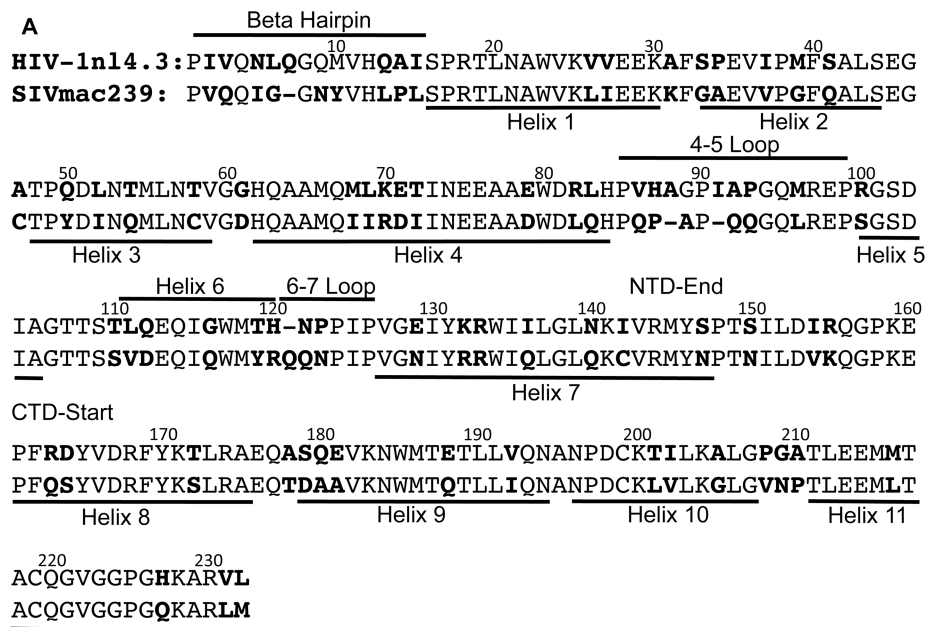 A
Beta Hairpin
10 20 30 40
HIV-1nl4.3:PIVQNLQGQMVHQAISPRTLNAWVKVVEEKAFSPEVIPMFSALSEG
SIVmac239: PVQQIG-GNYVHLPLSPRTLNAWVKLIEEKKFGAEVVPGFQALSEG
Helix 1 Helix 2
4-5 Loop
50 60 70 80 90 100
ATPQDLNTMLNTVGGHQAAMQMLKETINEEAAEWDRLHPVHAGPIAPGQMREPRGSD
CTPYDINQMLNCVGDHQAAMQIIRDIINEEAADWDLQHPQP-AP-QQGQLREPSGSD
Helix 3 Helix 4 Helix 5
Helix 6 6-7 Loop NTD-End
110 120 130 140 150 160
IAGTTSTLQEQIGWMTH-NPPIPVGEIYKRWIILGLNKIVRMYSPTSILDIRQGPKE
IAGTTSSVDEQIQWMYRQQNPIPVGNIYRRWIQLGLQKCVRMYNPTNILDVKQGPKE
Helix 7
CTD-Start
170 180 190 200 210
PFRDYVDRFYKTLRAEQASQEVKNWMTETLLVQNANPDCKTILKALGPGATLEEMMT
PFQSYVDRFYKSLRAEQTDAAVKNWMTQTLLIQNANPDCKLVLKGLGVNPTLEEMLT
Helix 8 Helix 9 Helix 10 Helix 11
220 230
ACQGVGGPGHKARVL
ACQGVGGPGQKARLM